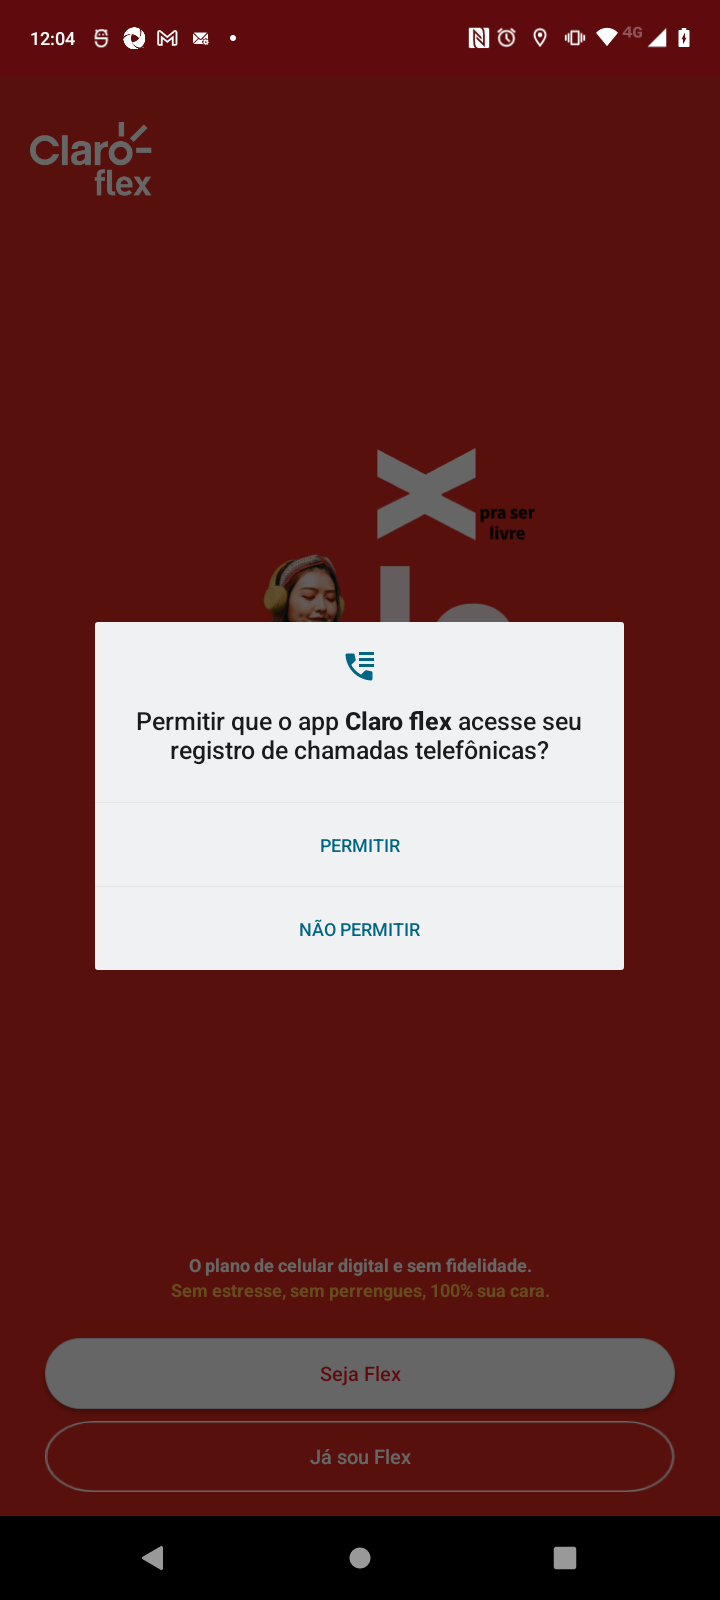 12:04
4G
Claro
flex
pra ser
livre
Permitir que o app Claro flex acesse seu
registro de chamadas telefônicas?
PERMITIR
NÃO PERMITIR
O plano de celular digital e sem fidelidade.
Sem estresse, sem perrengues, 100% sua cara.
Seja Flex
Já sou Flex